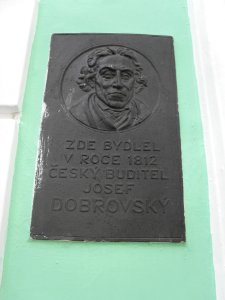 ZDE BYDLEL
V ROCE 1812
ČESKÝ BUDITEL
JOSEF
DOBROVSKÝ